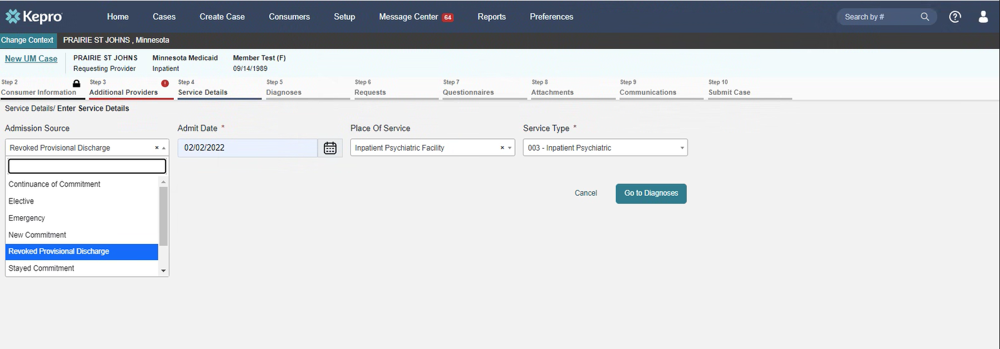 Kepro Home Cases Create Case Consumers Setup Message Center 64 Reports Preferences Search by #
Change Context PRAIRIE ST JOHNS , Minnesota
New UM Case PRAIRIE ST JOHNS Minnesota Medicaid Member Test (F)
Requesting Provider Inpatient 09/14/1989
Step 2 Step 3 Step 4 Step 5 Step 6 Step 7 Step 8 Step 9 Step 10
Consumer Information Additional Providers Service Details Diagnoses Requests Questionnaires Attachments Communications Submit Case
Service Details/ Enter Service Details
Admission Source Admit Date * Place Of Service Service Type *
Revoked Provisional Discharge × 02/02/2022 Inpatient Psychiatric Facility × 003 - Inpatient Psychiatric
Continuance of Commitment
Cancel Go to Diagnoses
Elective
Emergency
New Commitment
Revoked Provisional Discharge
Stayed Commitment